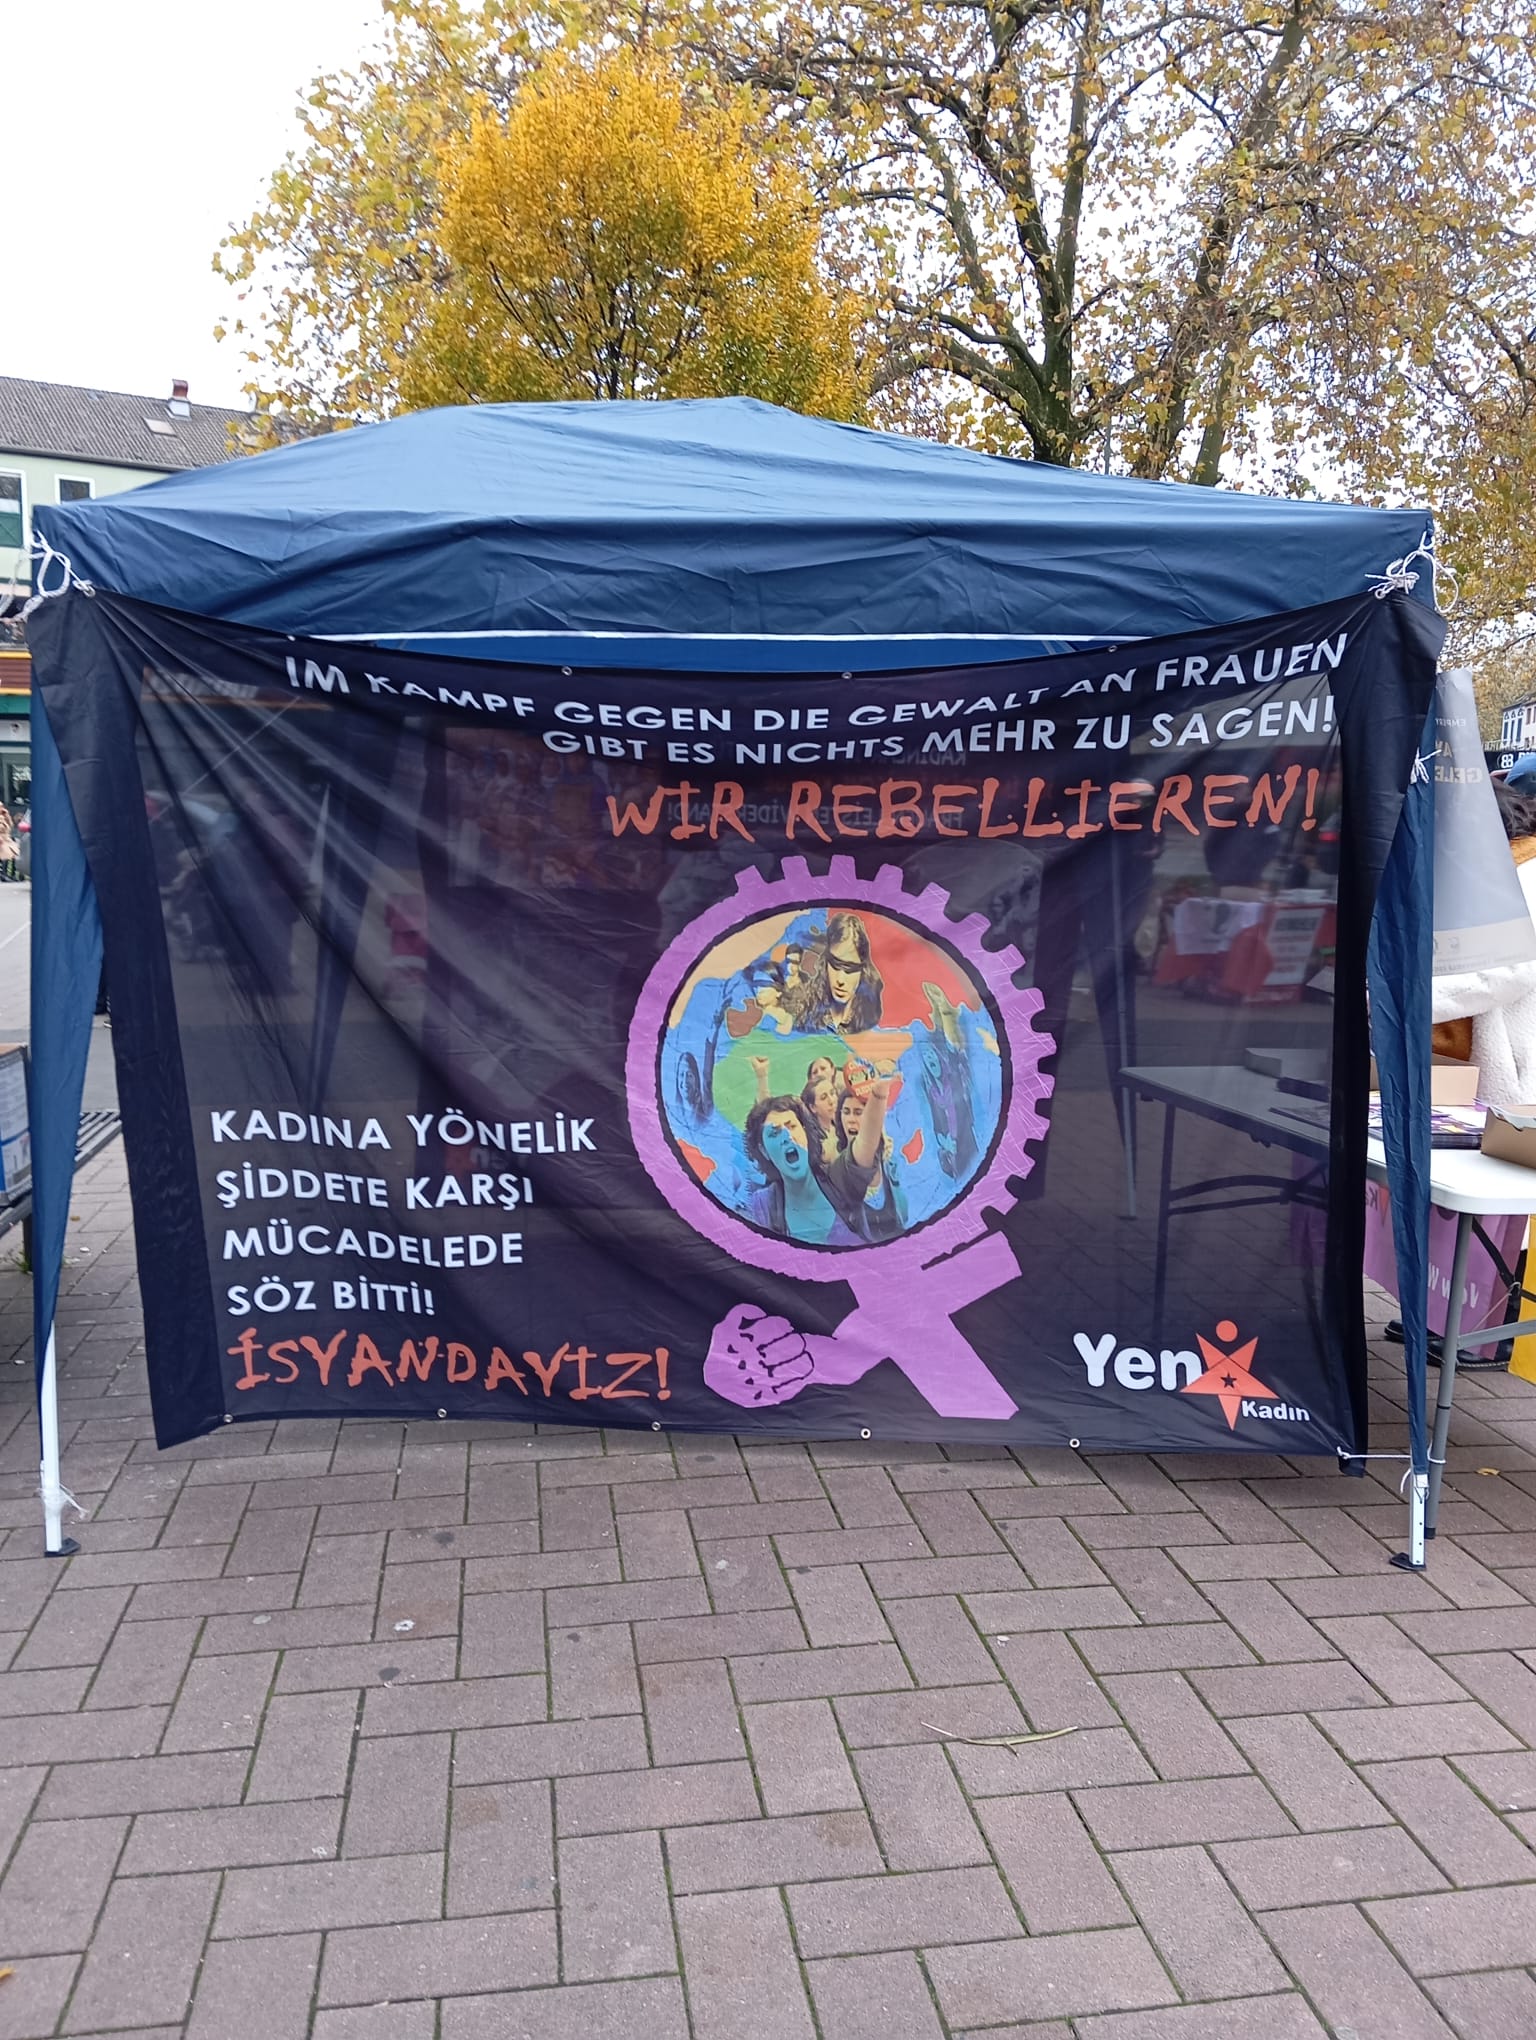 IM KAMPF GEGEN DIE GEWALT AN FRAUEN
GIBT ES NICHTS MEHR ZU SAGEN!
WIR REBELLIEREN!
KADINA YÖNELİK
ŞİDDETE KARŞI
MÜCADELEDE
SÖZ BİTTİ!
İSYANDAYIZ!
Yeni
Kadın